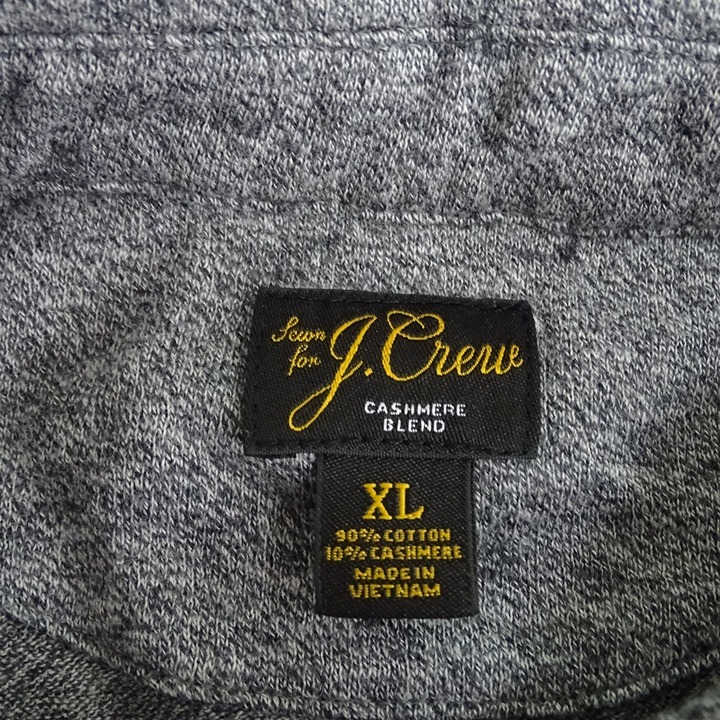 Sewn
for
J.Crew
CASHMERE
BLEND
XL
90% COTTON
10% CASHMERE
MADE IN
VIETNAM